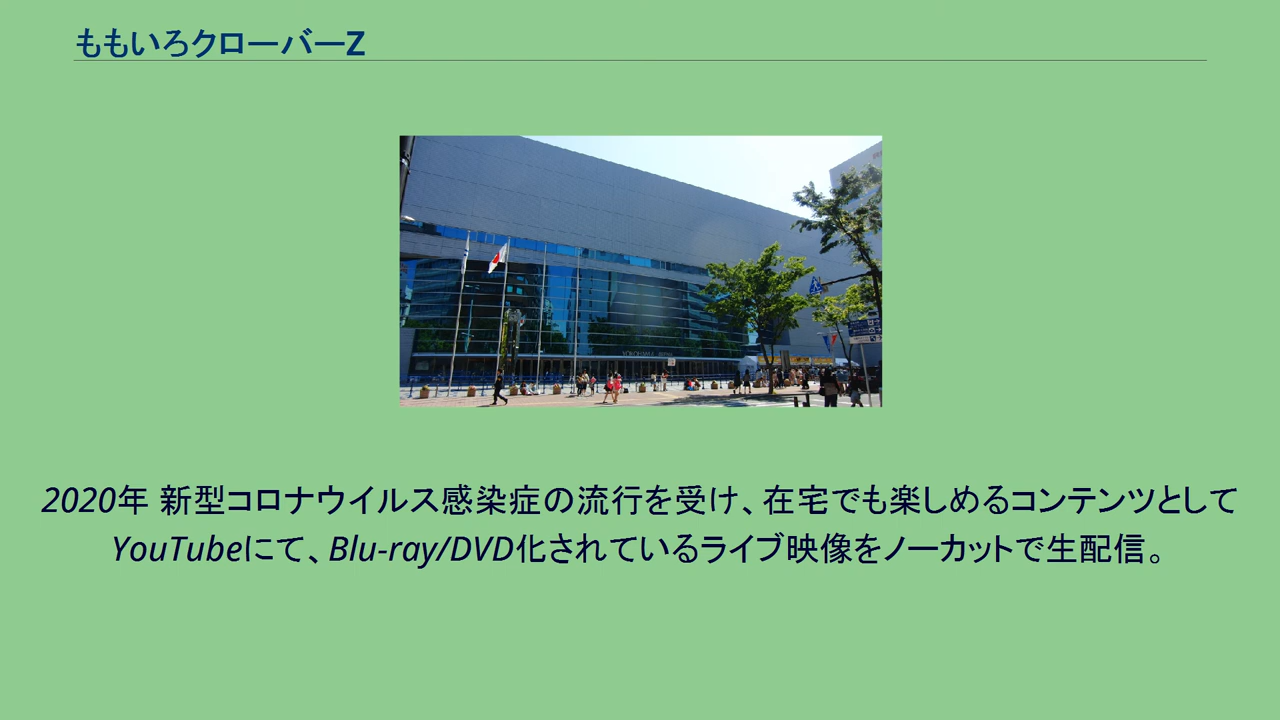 ももいろクローバーZ
YOKOHAMA ARENA
2020年 新型コロナウイルス感染症の流行を受け、在宅でも楽しめるコンテンツとして
YouTubeにて、Blu-ray/DVD化されているライブ映像をノーカットで生配信。